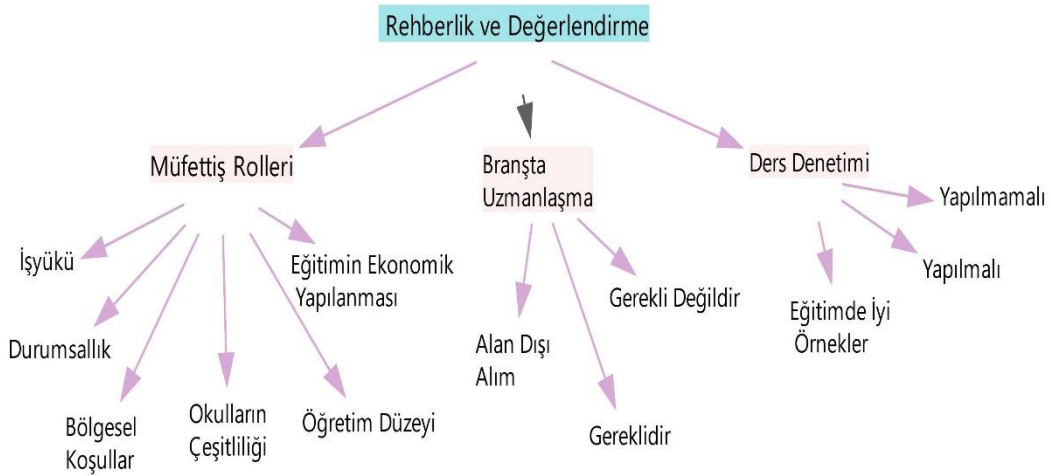 Rehberlik ve Değerlendirme
Müfettiş Rolleri
Branşta
Uzmanlaşma
Ders Denetimi
İşyükü
Durumsallık
Bölgesel
Koşullar
Okulların
Çeşitliliği
Öğretim Düzeyi
Eğitimin Ekonomik
Yapılanması
Alan Dışı
Alım
Gereklidir
Gerekli Değildir
Eğitimde İyi
Örnekler
Yapılmalı
Yapılmamalı